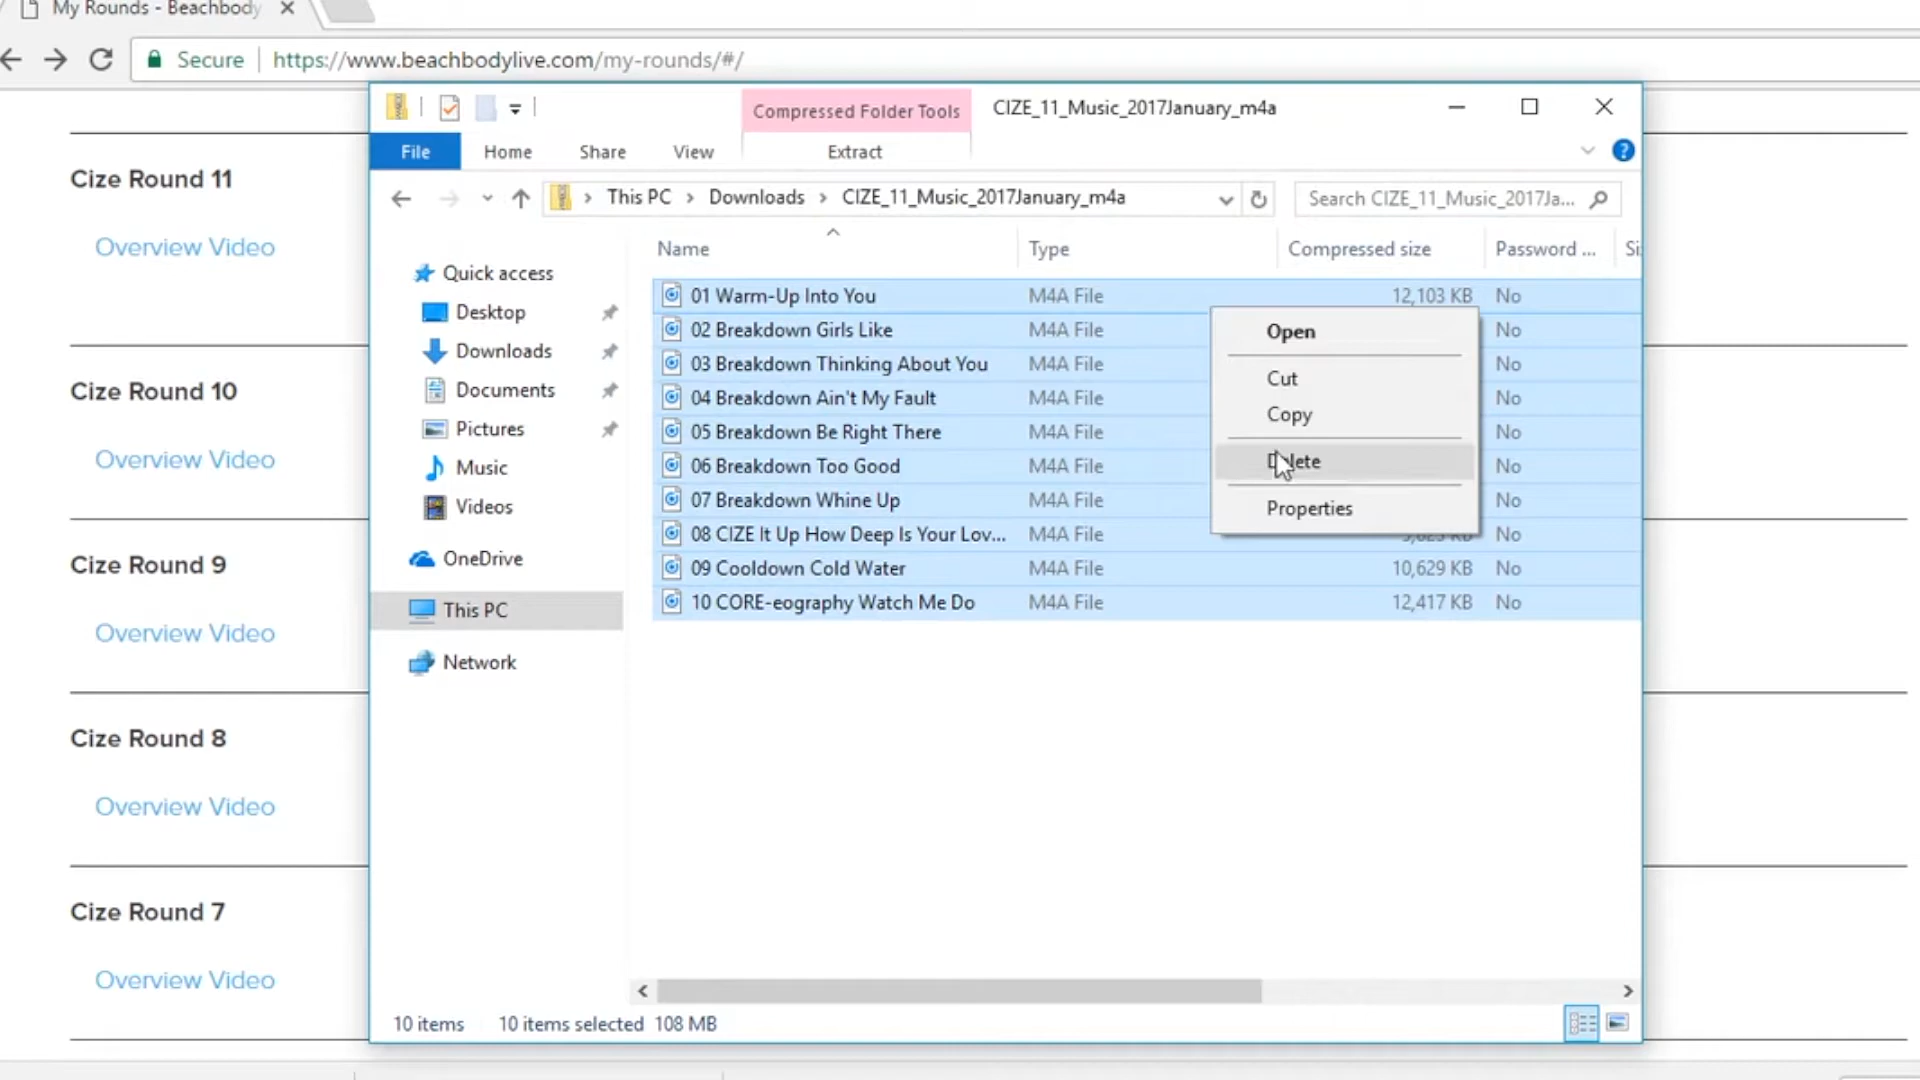 My Rounds - Beachbody
Secure
https://www.beachbodylive.com/my-rounds/#/
Cize Round 11
Overview Video
Cize Round 10
Overview Video
Cize Round 9
Overview Video
Cize Round 8
Overview Video
Cize Round 7
Overview Video
Compressed Folder Tools
CIZE_11_Music_2017January_m4a
File
Home
Share
View
Extract
This PC
Downloads
CIZE_11_Music_2017January_m4a
Search CIZE_11_Music_2017Ja...
Quick access
Desktop
Downloads
Documents
Pictures
Music
Videos
OneDrive
This PC
Network
Name Type Compressed size Password ...
01 Warm-Up Into You M4A File 12,103 KB No
02 Breakdown Girls Like M4A File No
03 Breakdown Thinking About You M4A File No
04 Breakdown Ain't My Fault M4A File No
05 Breakdown Be Right There M4A File No
06 Breakdown Too Good M4A File No
07 Breakdown Whine Up M4A File No
08 CIZE It Up How Deep Is Your Lov... M4A File KB No
09 Cooldown Cold Water M4A File 10,629 KB No
10 CORE-eography Watch Me Do M4A File 12,417 KB No
Open
Cut
Copy
Delete
Properties
10 items 10 items selected 108 MB